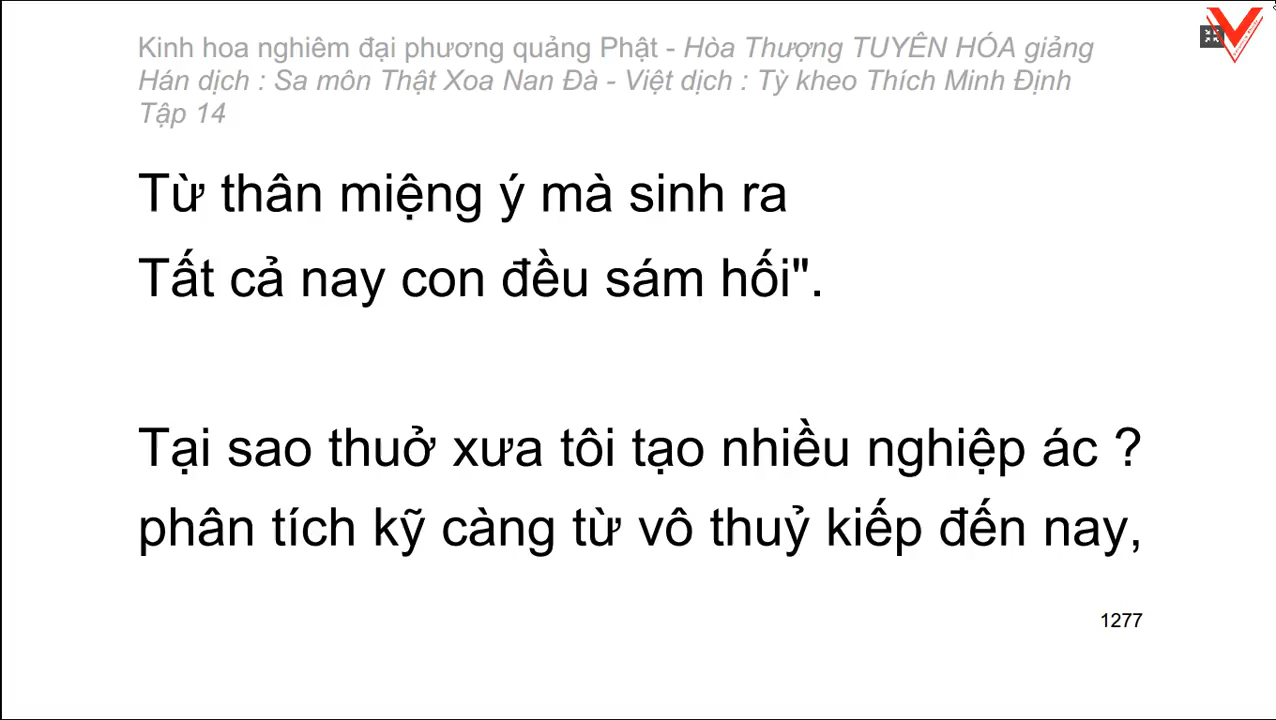 Kinh hoa nghiêm đại phương quảng Phật - Hòa Thượng TUYÊN HÓA giảng
Hán dịch : Sa môn Thật Xoa Nan Đà - Việt dịch : Tỳ kheo Thích Minh Định
Tập 14
Từ thân miệng ý mà sinh ra
Tất cả nay con đều sám hối".
Tại sao thuở xưa tôi tạo nhiều nghiệp ác ?
phân tích kỹ càng từ vô thuỷ kiếp đến nay,
1277